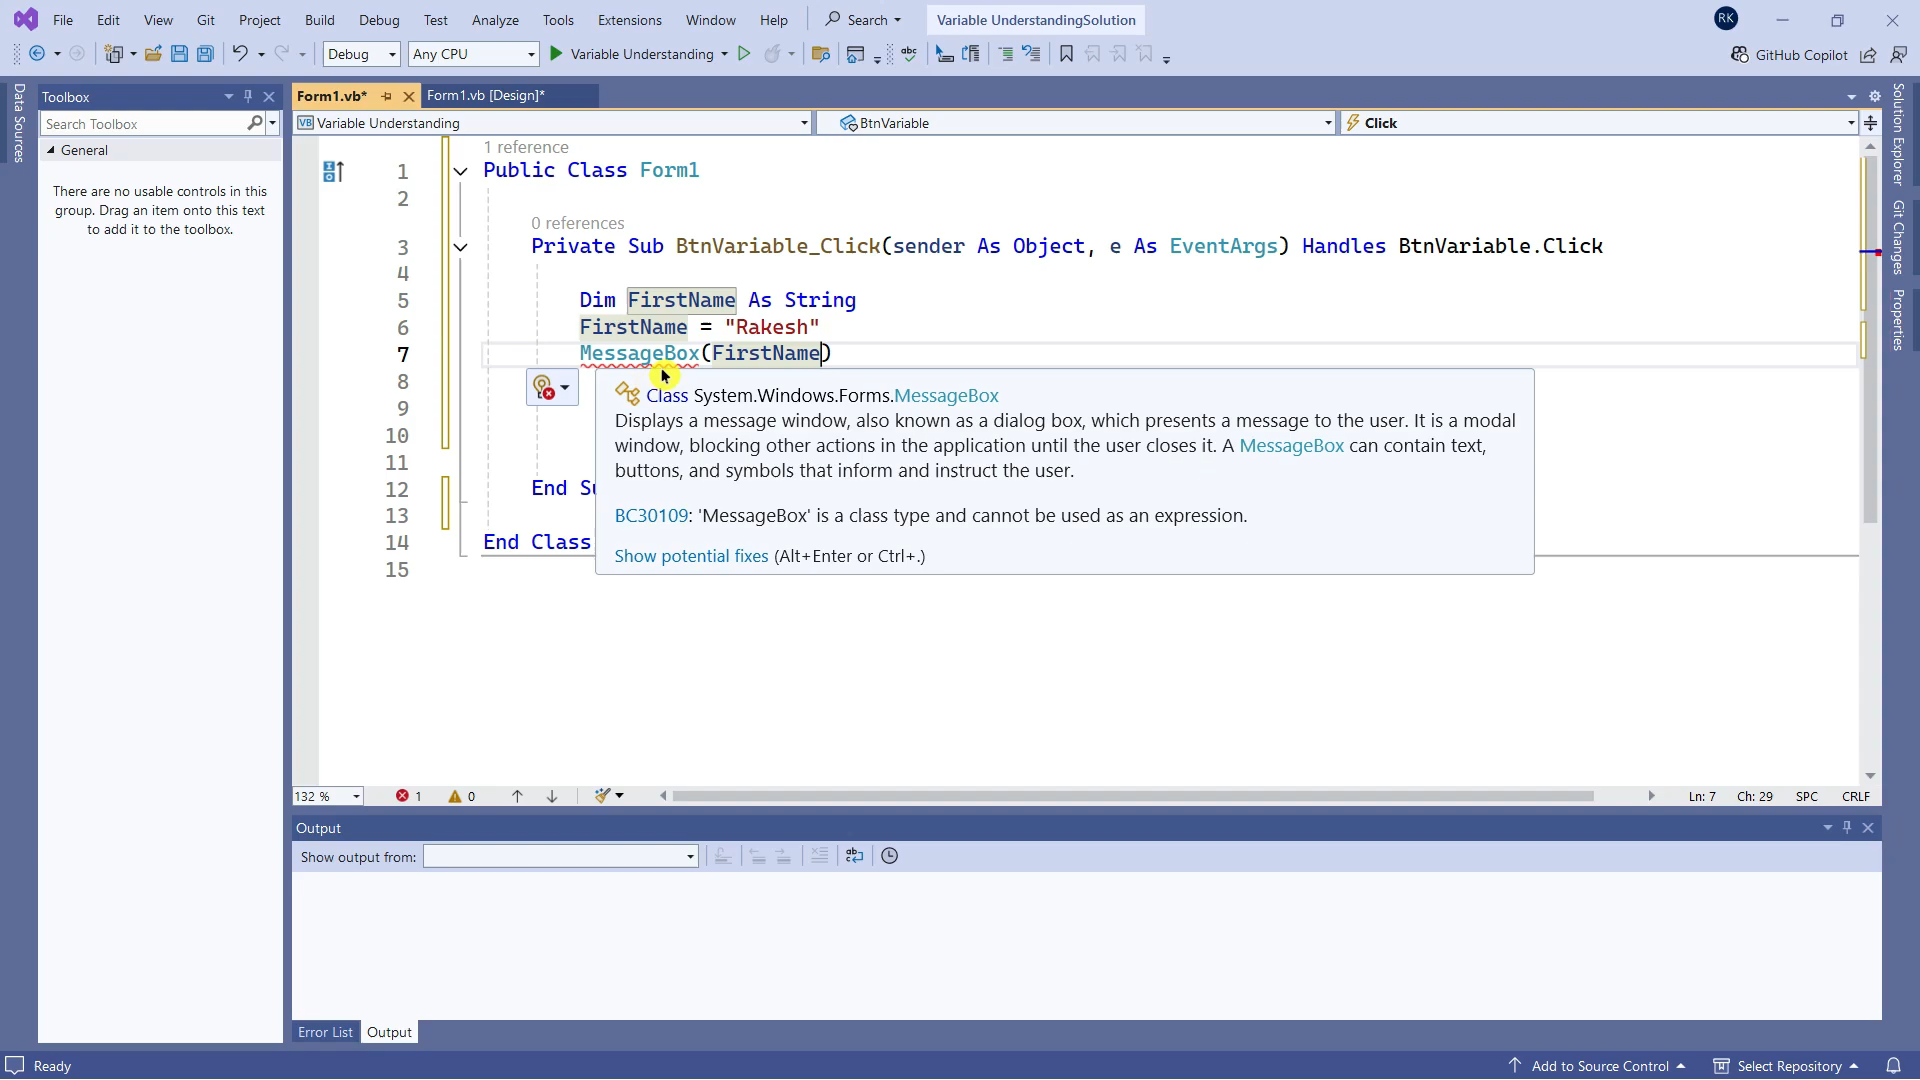 File Edit View Git Project Build Debug Test Analyze Tools Extensions Window Help Search Variable UnderstandingSolution RK
Debug Any CPU Variable Understanding GitHub Copilot
Data Sources
Toolbox
Search Toolbox
General
There are no usable controls in this
group. Drag an item onto this text
to add it to the toolbox.
Form1.vb* Form1.vb [Design]*
VB Variable Understanding BtnVariable Click
1 reference
1 Public Class Form1
2
0 references
3 Private Sub BtnVariable_Click(sender As Object, e As EventArgs) Handles BtnVariable.Click
4
5 Dim FirstName As String
6 FirstName = "Rakesh"
7 MessageBox(FirstName)
8
9
10
11
12 End Su
13
14 End Class
15
Class System.Windows.Forms.MessageBox
Displays a message window, also known as a dialog box, which presents a message to the user. It is a modal
window, blocking other actions in the application until the user closes it. A MessageBox can contain text,
buttons, and symbols that inform and instruct the user.
BC30109: 'MessageBox' is a class type and cannot be used as an expression.
Show potential fixes (Alt+Enter or Ctrl+.)
Solution Explorer
Git Changes
Properties
132 % 1 0 Ln: 7 Ch: 29 SPC CRLF
Output
Show output from:
Error List Output
Ready Add to Source Control Select Repository